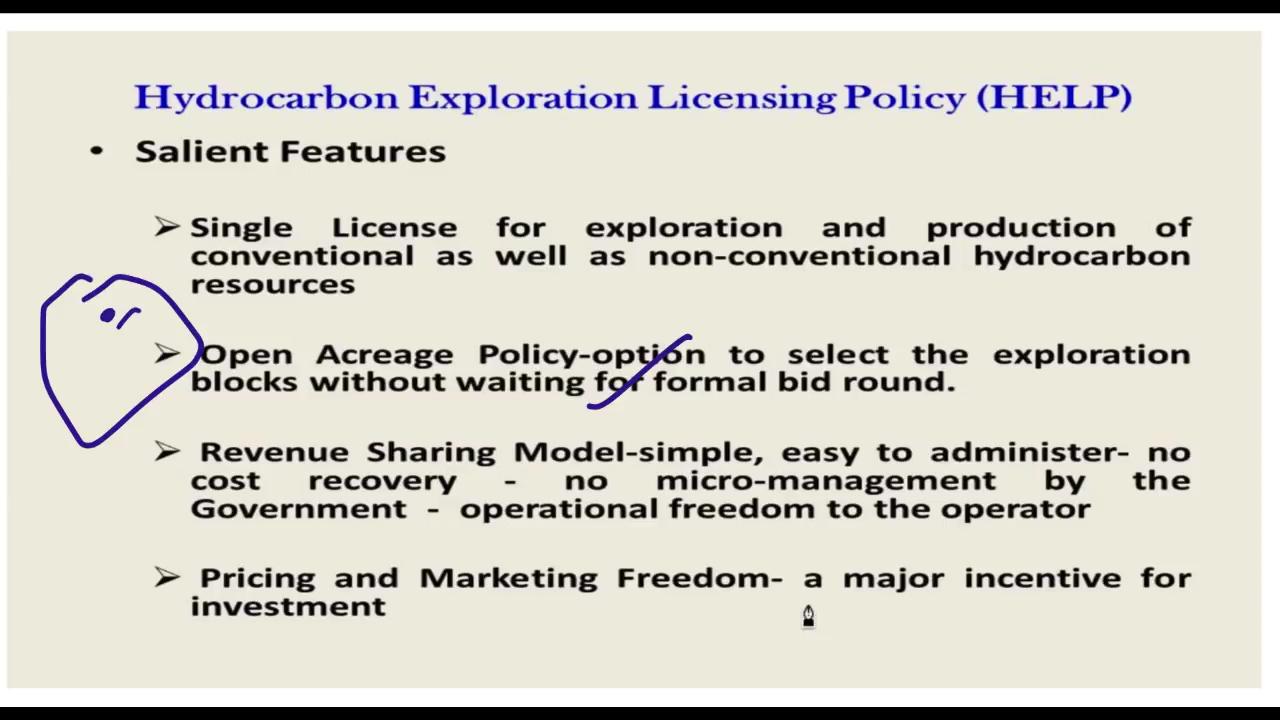 Hydrocarbon Exploration Licensing Policy (HELP)
• Salient Features
➢ Single License for exploration and production of
conventional as well as non-conventional hydrocarbon
resources
➢ Open Acreage Policy-option to select the exploration
blocks without waiting for formal bid round.
➢ Revenue Sharing Model-simple, easy to administer- no
cost recovery - no micro-management by the
Government - operational freedom to the operator
➢ Pricing and Marketing Freedom- a major incentive for
investment